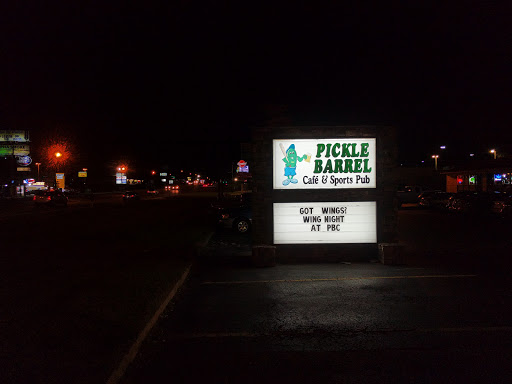 PICKLE
BARREL
Café & Sports Pub
GOT WINGS?
WING NIGHT
AT PBC